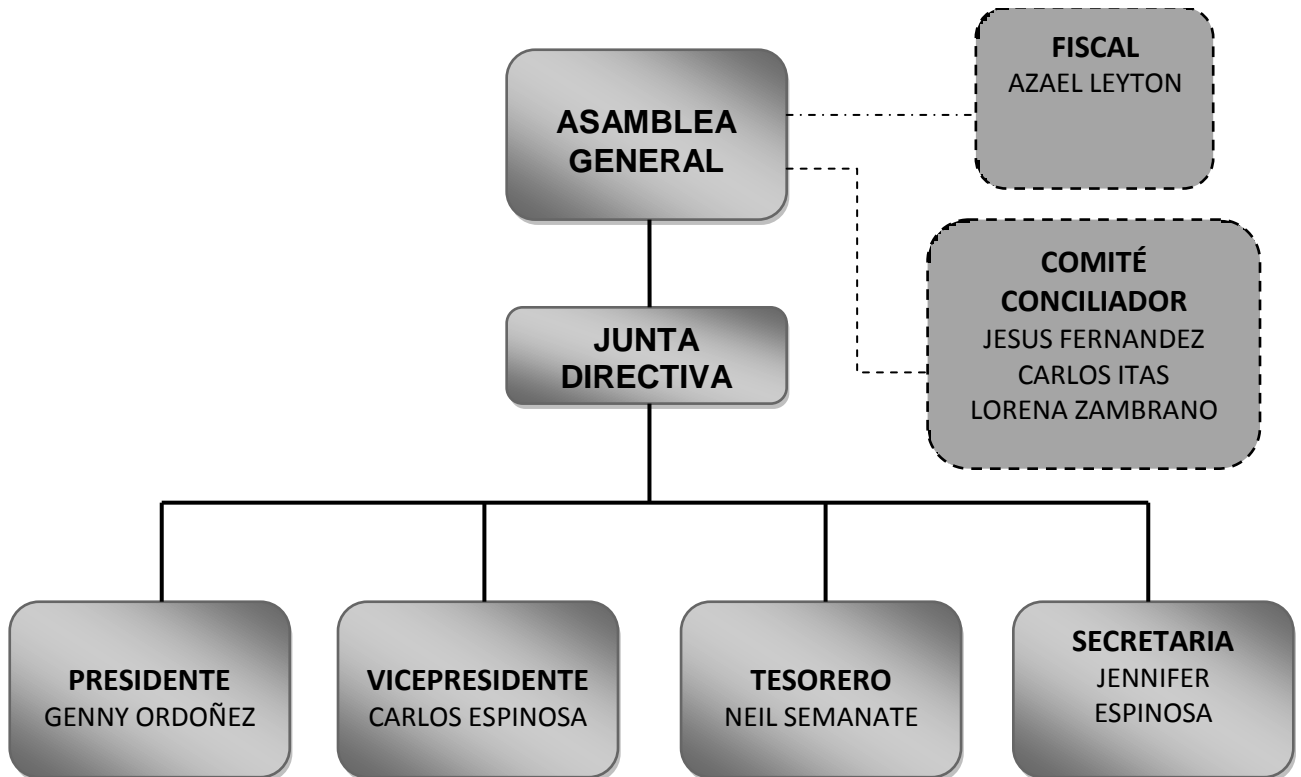 FISCAL
AZAEL LEYTON
ASAMBLEA
GENERAL
COMITÉ
CONCILIADOR
JESUS FERNANDEZ
CARLOS ITAS
LORENA ZAMBRANO
JUNTA
DIRECTIVA
PRESIDENTE
GENNY ORDOÑEZ
VICEPRESIDENTE
CARLOS ESPINOSA
TESORERO
NEIL SEMANATE
SECRETARIA
JENNIFER
ESPINOSA